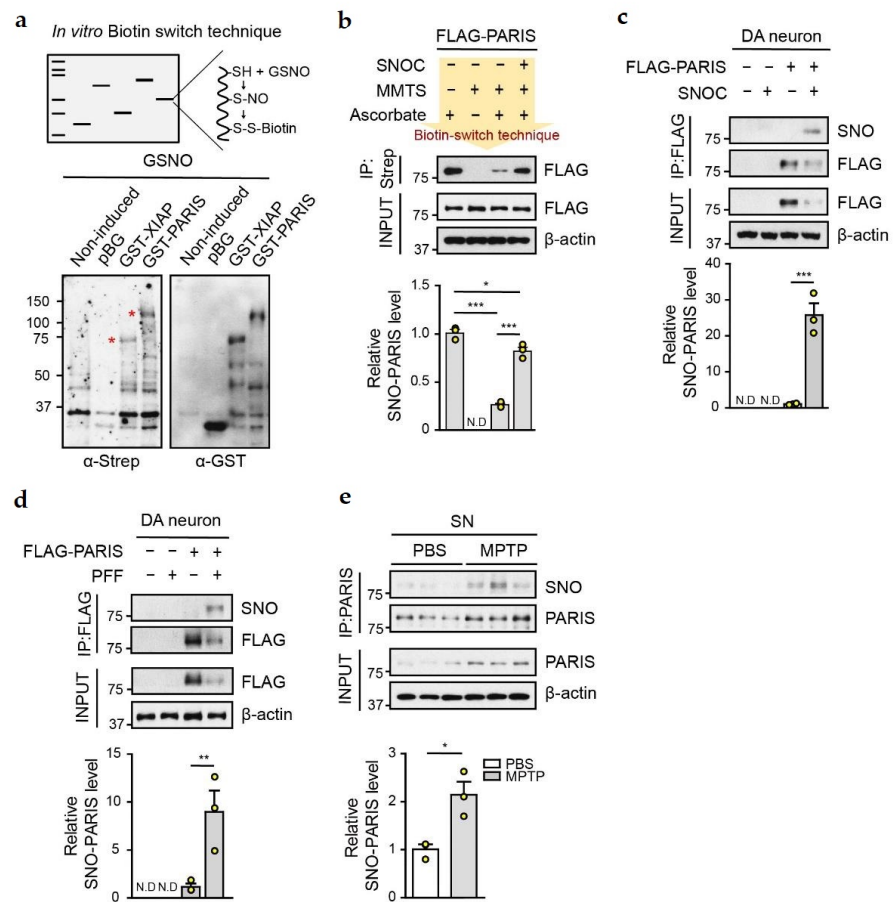 a
In vitro Biotin switch technique
SH + GSNO
S-NO
S-S-Biotin
GSNO
Non-induced
pBG
GST-XIAP
GST-PARIS
Non-induced
pBG
GST-XIAP
GST-PARIS
150
100
75
50
37
*
*
α-Strep
α-GST
b
FLAG-PARIS
SNOC – – – +
MMTS – + + +
Ascorbate + – + +
Biotin-switch technique
IP: Strep
75
FLAG
INPUT
75
FLAG
37
β-actin
Relative
SNO-PARIS level
1.5
1.0
0.5
0
*
***
***
N.D
c
DA neuron
FLAG-PARIS – – + +
SNOC – + – +
IP:FLAG
75
SNO
75
FLAG
INPUT
75
FLAG
37
β-actin
Relative
SNO-PARIS level
40
30
20
10
0
***
N.D N.D
d
DA neuron
FLAG-PARIS – – + +
PFF – + – +
IP:FLAG
75
SNO
75
FLAG
INPUT
75
FLAG
37
β-actin
Relative
SNO-PARIS level
15
10
5
0
**
N.D N.D
e
SN
PBS MPTP
IP:PARIS
75
SNO
75
PARIS
INPUT
75
PARIS
37
β-actin
Relative
SNO-PARIS level
3
2
1
0
*
PBS
MPTP